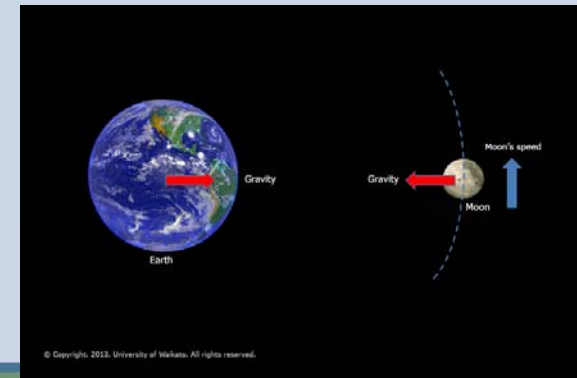 Moon's speed
Gravity
Gravity
Moon
Earth
© Copyright. 2013. University of Waikato. All rights reserved.